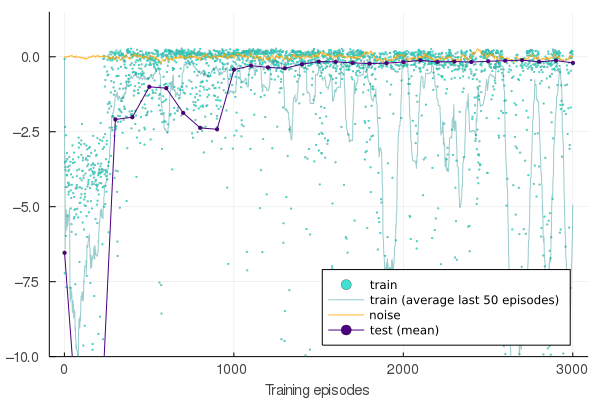 0.0
−2.5
−5.0
−7.5
−10.0
train
train (average last 50 episodes)
noise
test (mean)
0 1000 2000 3000
Training episodes